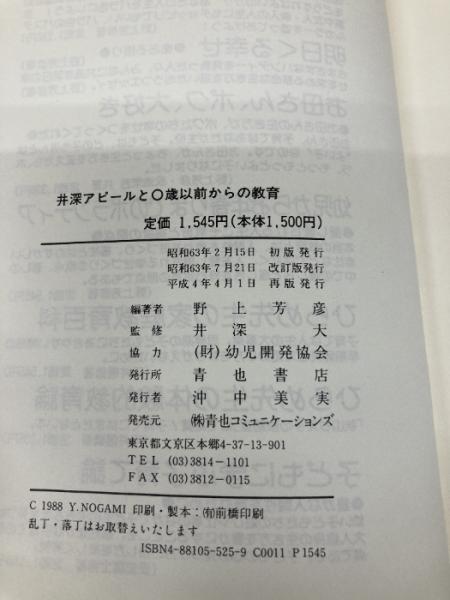 井深アピールと〇歳以前からの教育
定価 1,545円(本体1,500円)
昭和63年2月15日 初版発行
昭和63年7月21日 改訂版発行
平成4年4月1日 再版発行
編著者 野上芳彦
監修 井深大
協力 (財)幼児開発協会
発行所 青也書店
発行者 沖中美実
発売元 ㈱青也コミュニケーションズ
東京都文京区本郷4-37-13-901
TEL (03)3814-1101
FAX (03)3812-0115
C 1988 Y.NOGAMI 印刷・製本：㈲前橋印刷
乱丁・落丁はお取替えいたします
ISBN4-88105-525-9 C0011 P1545